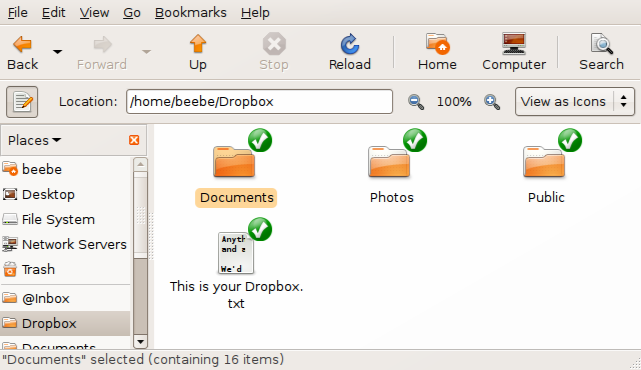 File Edit View Go Bookmarks Help
Back Forward Up Stop Reload Home Computer Search
Location: /home/beebe/Dropbox 100% View as Icons
Places
beebe
Desktop
File System
Network Servers
Trash
@Inbox
Dropbox
Documents
Documents Photos Public
Anyth
and a
We'd
This is your Dropbox.
txt
"Documents" selected (containing 16 items)